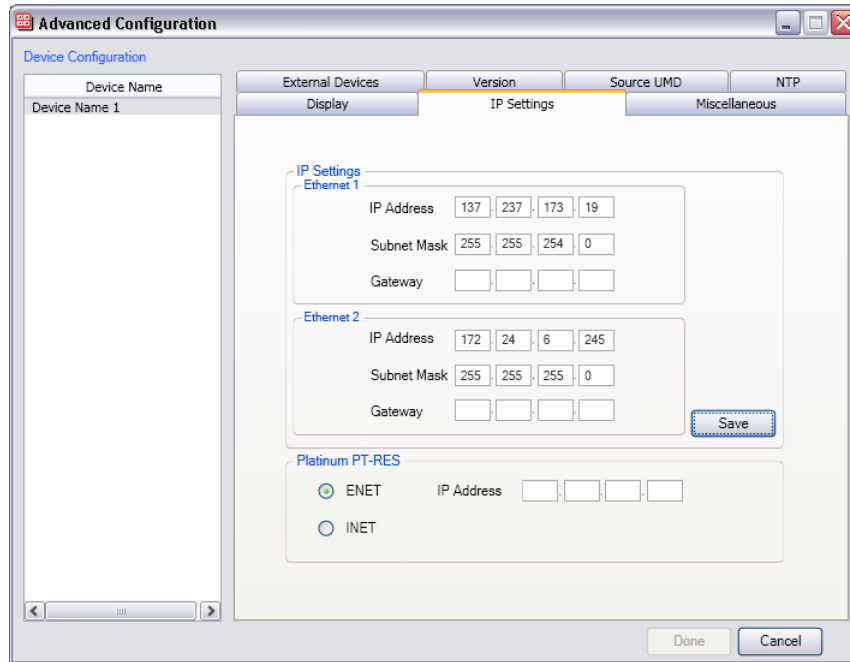 Advanced Configuration
Device Configuration
Device Name
Device Name 1
External Devices Version Source UMD NTP
Display IP Settings Miscellaneous
IP Settings
Ethernet 1
IP Address 137 . 237 . 173 . 19
Subnet Mask 255 . 255 . 254 . 0
Gateway . . .
Ethernet 2
IP Address 172 . 24 . 6 . 245
Subnet Mask 255 . 255 . 255 . 0
Gateway . . .
Save
Platinum PT-RES
ENET IP Address . . .
INET
Done Cancel